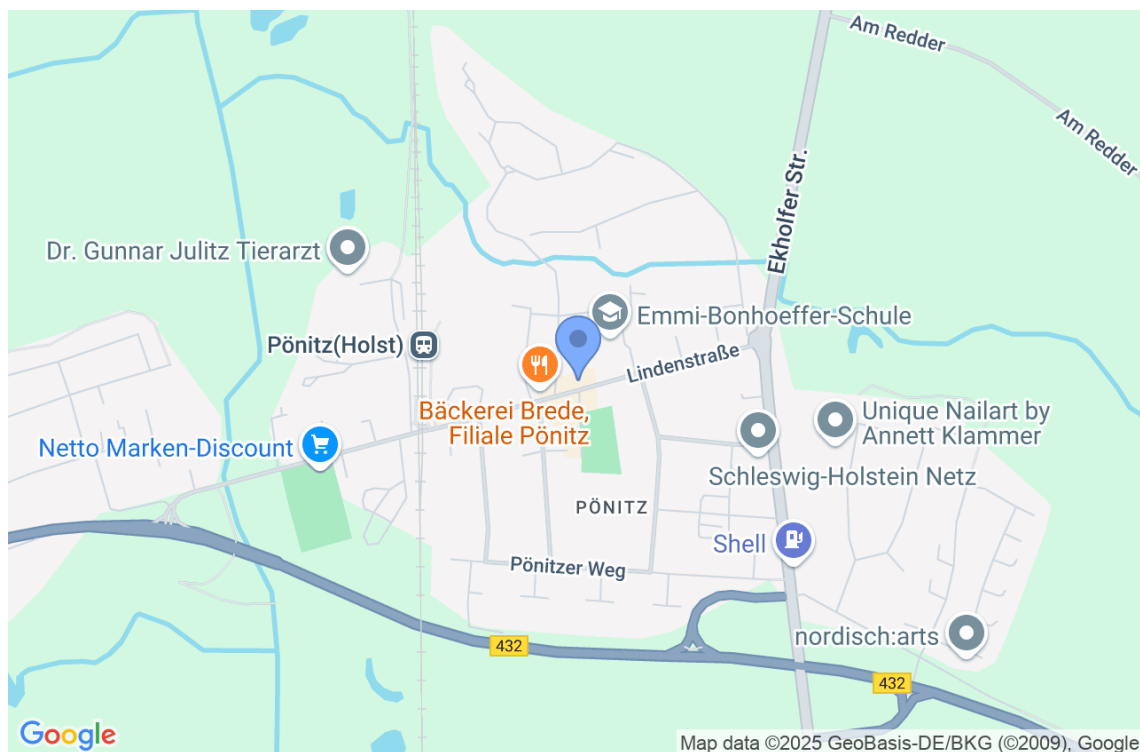 Am Redder
Am Redder
Ekholfer Str.
Dr. Gunnar Julitz Tierarzt
Emmi-Bonhoeffer-Schule
Pönitz(Holst)
Lindenstraße
Bäckerei Brede,
Filiale Pönitz
Unique Nailart by
Annett Klammer
Netto Marken-Discount
Schleswig-Holstein Netz
PÖNITZ
Shell
Pönitzer Weg
nordisch:arts
432
432
Google
Map data ©2025 GeoBasis-DE/BKG (©2009), Google